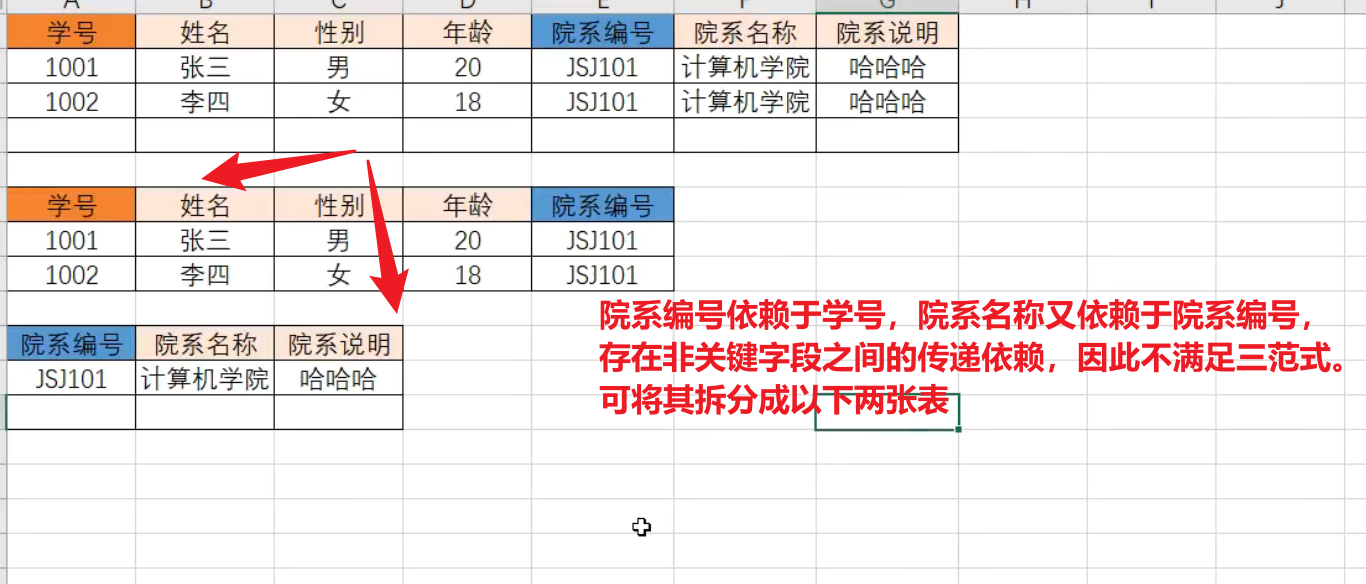 A B C D E F G H I J
学号 姓名 性别 年龄 院系编号 院系名称 院系说明
1001 张三 男 20 JSJ101 计算机学院 哈哈哈
1002 李四 女 18 JSJ101 计算机学院 哈哈哈
学号 姓名 性别 年龄 院系编号
1001 张三 男 20 JSJ101
1002 李四 女 18 JSJ101
院系编号 院系名称 院系说明
JSJ101 计算机学院 哈哈哈
院系编号依赖于学号，院系名称又依赖于院系编号，
存在非关键字段之间的传递依赖，因此不满足三范式。
可将其拆分成以下两张表